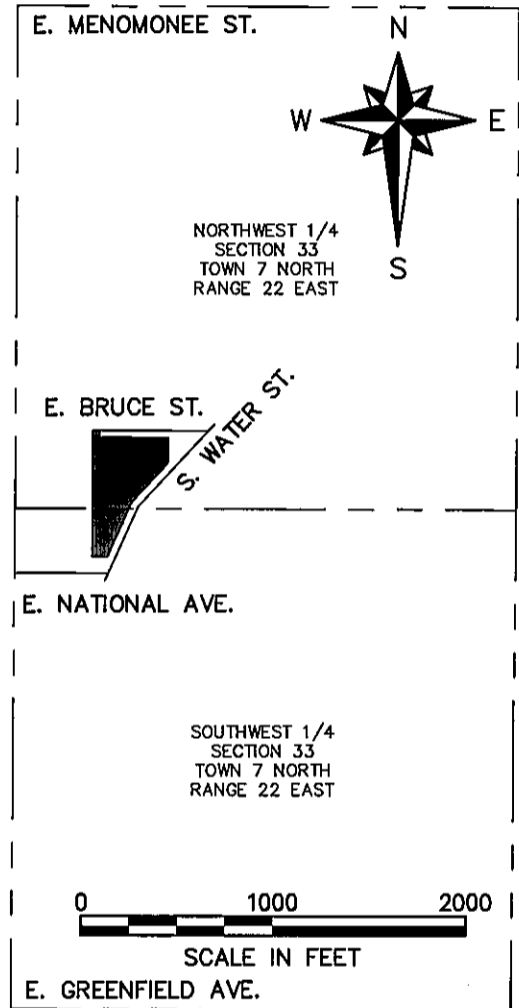 E. MENOMONEE ST.
N
W
E
S
NORTHWEST 1/4
SECTION 33
TOWN 7 NORTH
RANGE 22 EAST
E. BRUCE ST.
S. WATER ST.
E. NATIONAL AVE.
SOUTHWEST 1/4
SECTION 33
TOWN 7 NORTH
RANGE 22 EAST
0 1000 2000
SCALE IN FEET
E. GREENFIELD AVE.